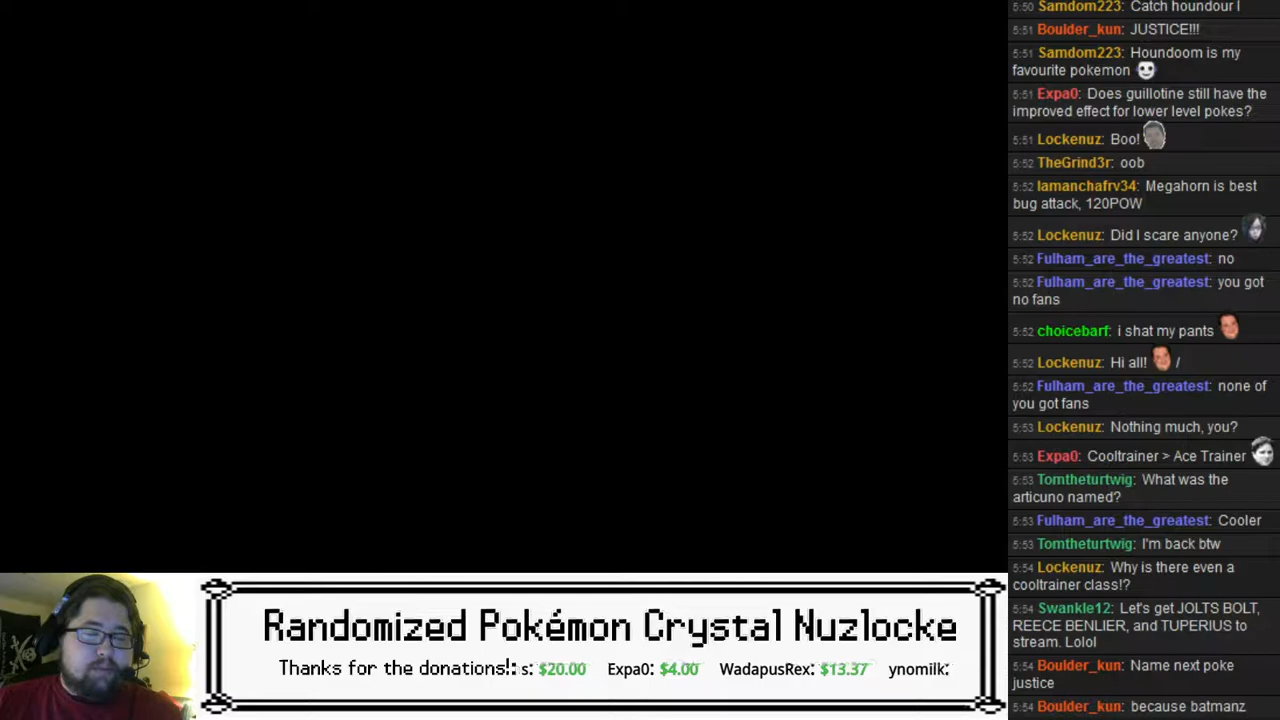 5:50 Samdom223: Catch houndour I
5:51 Boulder_kun: JUSTICE!!!
5:51 Samdom223: Houndoom is my
favourite pokemon
5:51 Expa0: Does guillotine still have the
improved effect for lower level pokes?
5:51 Lockenuz: Boo!
5:52 TheGrind3r: oob
5:52 lamanchafrv34: Megahorn is best
bug attack, 120POW
5:52 Lockenuz: Did I scare anyone?
5:52 Fulham_are_the_greatest: no
5:52 Fulham_are_the_greatest: you got
no fans
5:52 choicebarf: i shat my pants
5:52 Lockenuz: Hi all! /
5:52 Fulham_are_the_greatest: none of
you got fans
5:53 Lockenuz: Nothing much, you?
5:53 Expa0: Cooltrainer > Ace Trainer
5:53 Tomtheturtwig: What was the
articuno named?
5:53 Fulham_are_the_greatest: Cooler
5:53 Tomtheturtwig: I'm back btw
5:54 Lockenuz: Why is there even a
cooltrainer class!?
5:54 Swankle12: Let's get JOLTS BOLT,
REECE BENLIER, and TUPERIUS to
stream. Lolol
5:54 Boulder_kun: Name next poke
justice
5:54 Boulder_kun: because batmanz
Randomized Pokémon Crystal Nuzlocke
Thanks for the donations!: s: $20.00 Expa0: $4.00 WadapusRex: $13.37 ynomilk: